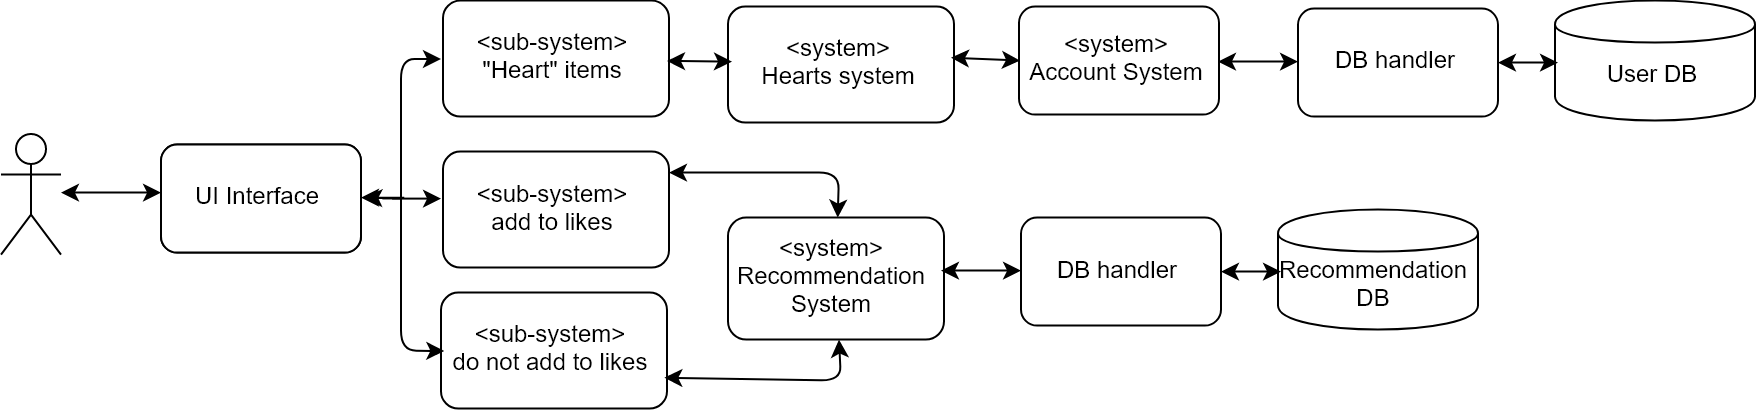 <sub-system>
"Heart" items
<system>
Hearts system
<system>
Account System
DB handler
User DB
UI Interface
<sub-system>
add to likes
<system>
Recommendation
System
DB handler
Recommendation
DB
<sub-system>
do not add to likes